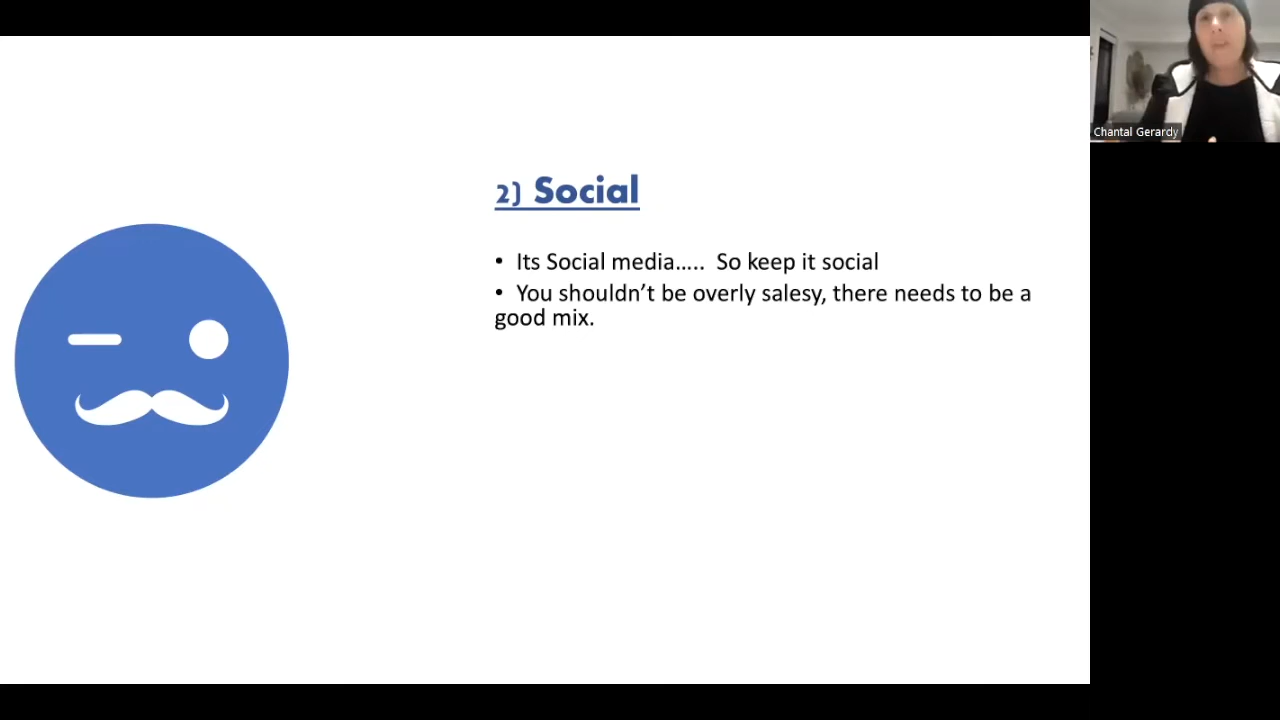 Chantal Gerardy
2) Social
• Its Social media….. So keep it social
• You shouldn’t be overly salesy, there needs to be a
good mix.